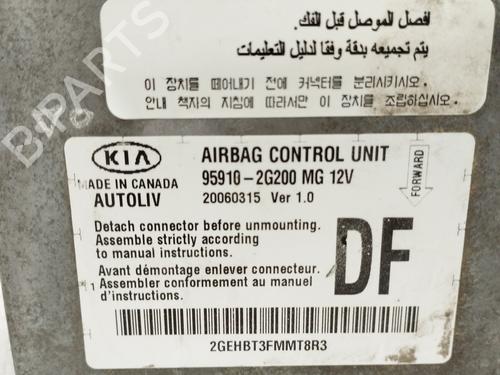 افصل الموصل قبل الفك.
يتم تجميعه بدقة وفقا لدليل التعليمات
이 장치를 떼어내기 전에 커넥터를 분리시키시오.
안내 책자의 지침에 따라서만 이 장치를 조립하십시오.
KIA AIRBAG CONTROL UNIT
MADE IN CANADA 95910-2G200 MG 12V
AUTOLIV 20060315 Ver 1.0
FORWARD
Detach connector before unmounting.
Assemble strictly according
to manual instructions.
DF
Avant démontage enlever connecteur.
Assembler conformement au manuel
d'instructions.
2GEHBT3FMMT8R3
B-PARTS